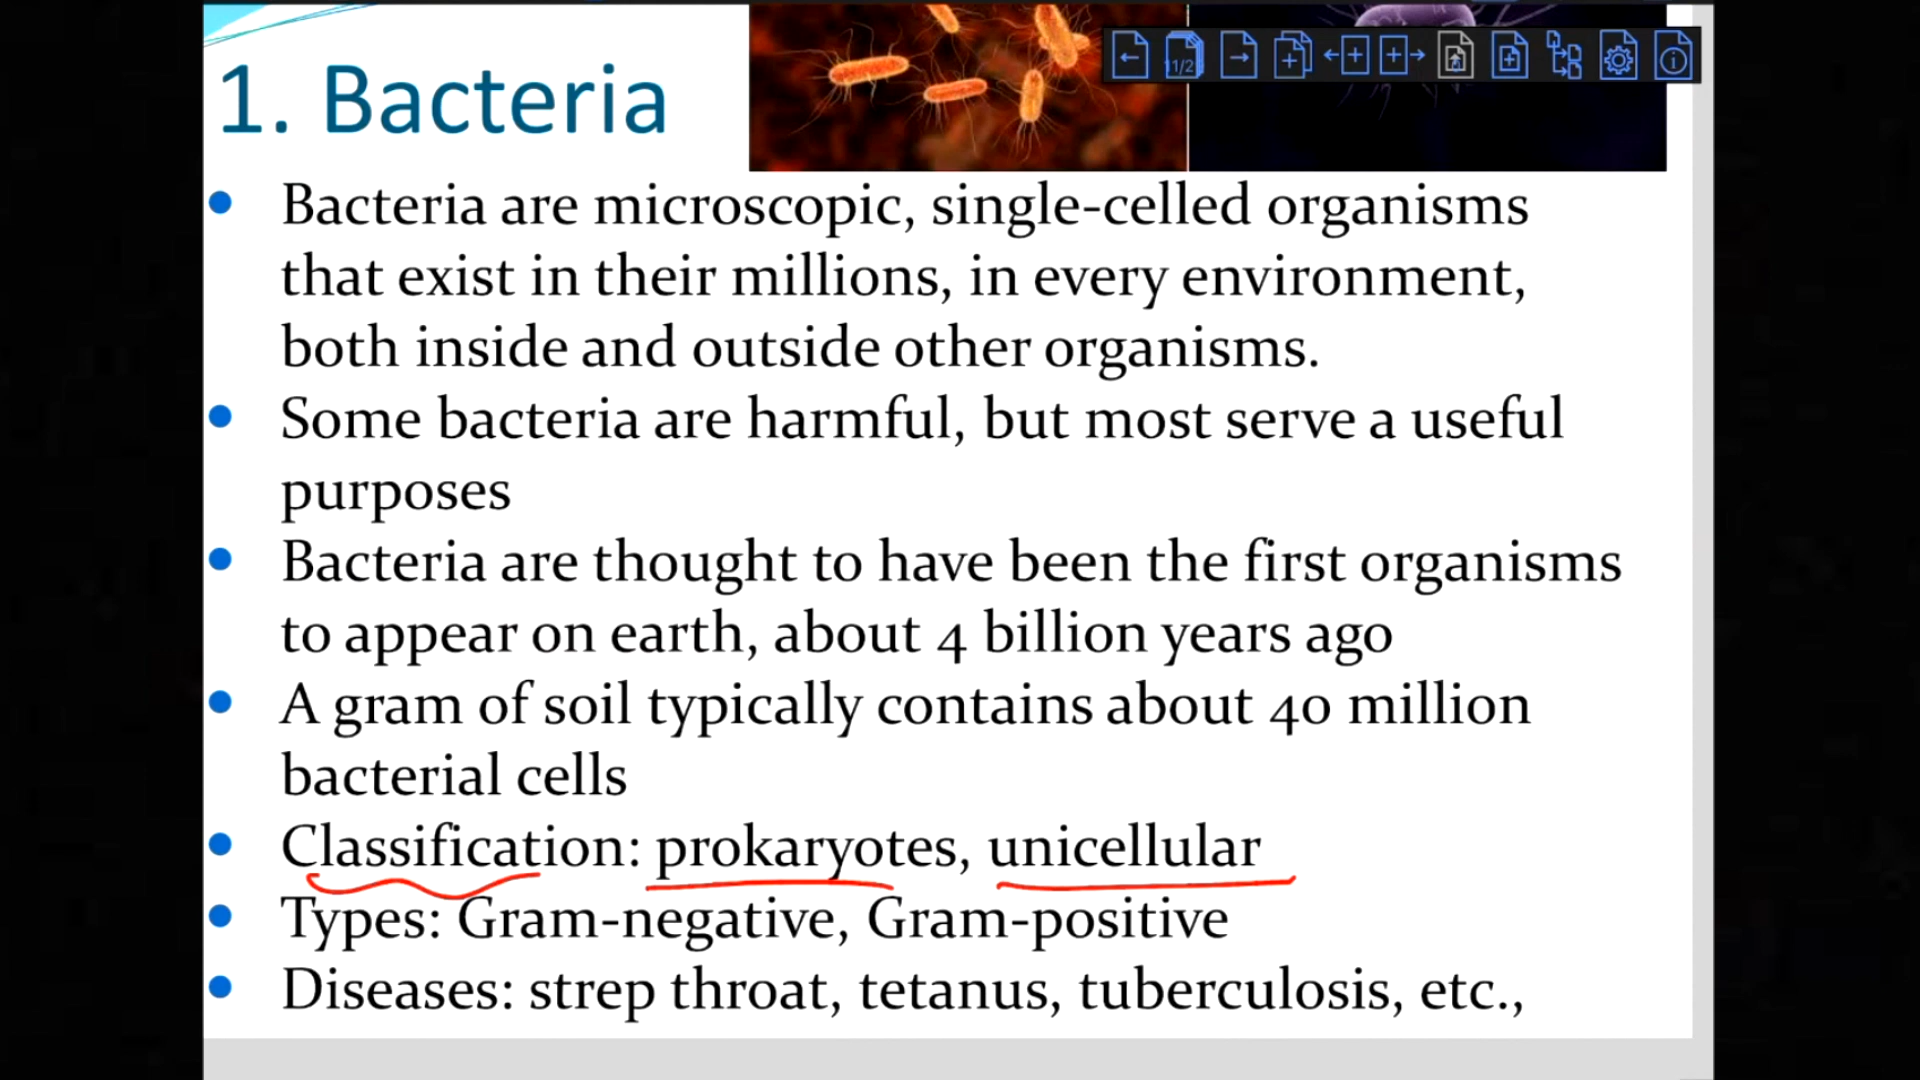 11/2
1. Bacteria
Bacteria are microscopic, single-celled organisms
that exist in their millions, in every environment,
both inside and outside other organisms.
Some bacteria are harmful, but most serve a useful
purposes
Bacteria are thought to have been the first organisms
to appear on earth, about 4 billion years ago
A gram of soil typically contains about 40 million
bacterial cells
Classification: prokaryotes, unicellular
Types: Gram-negative, Gram-positive
Diseases: strep throat, tetanus, tuberculosis, etc.,